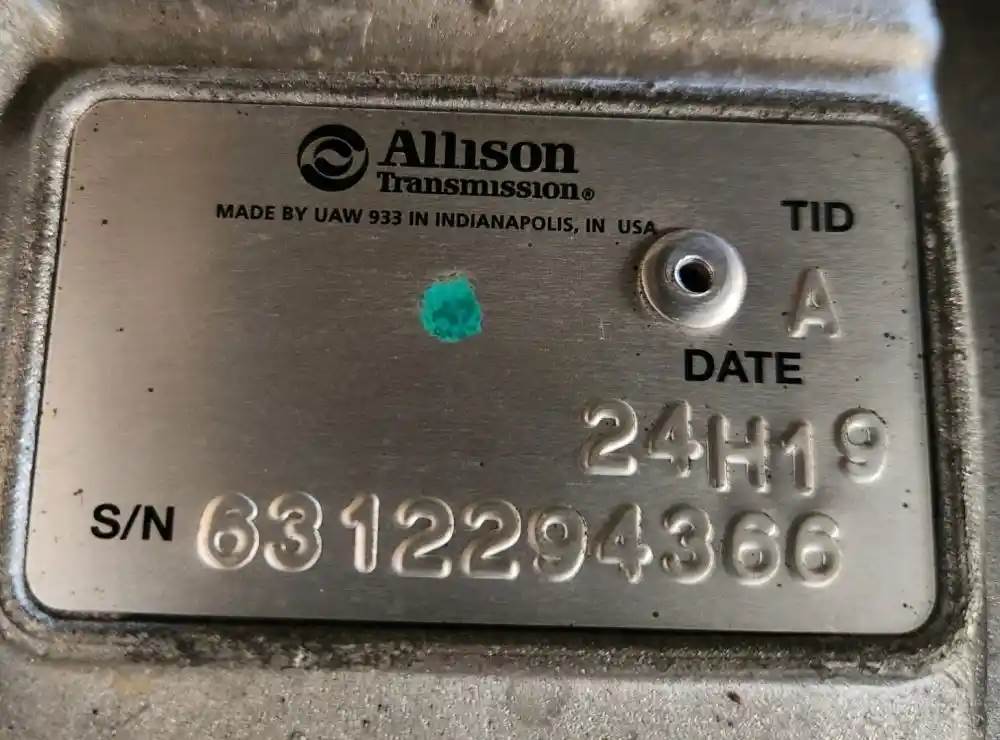 Allison
Transmission®
MADE BY UAW 933 IN INDIANAPOLIS, IN USA
TID
A
DATE
24H19
S/N 6312294366